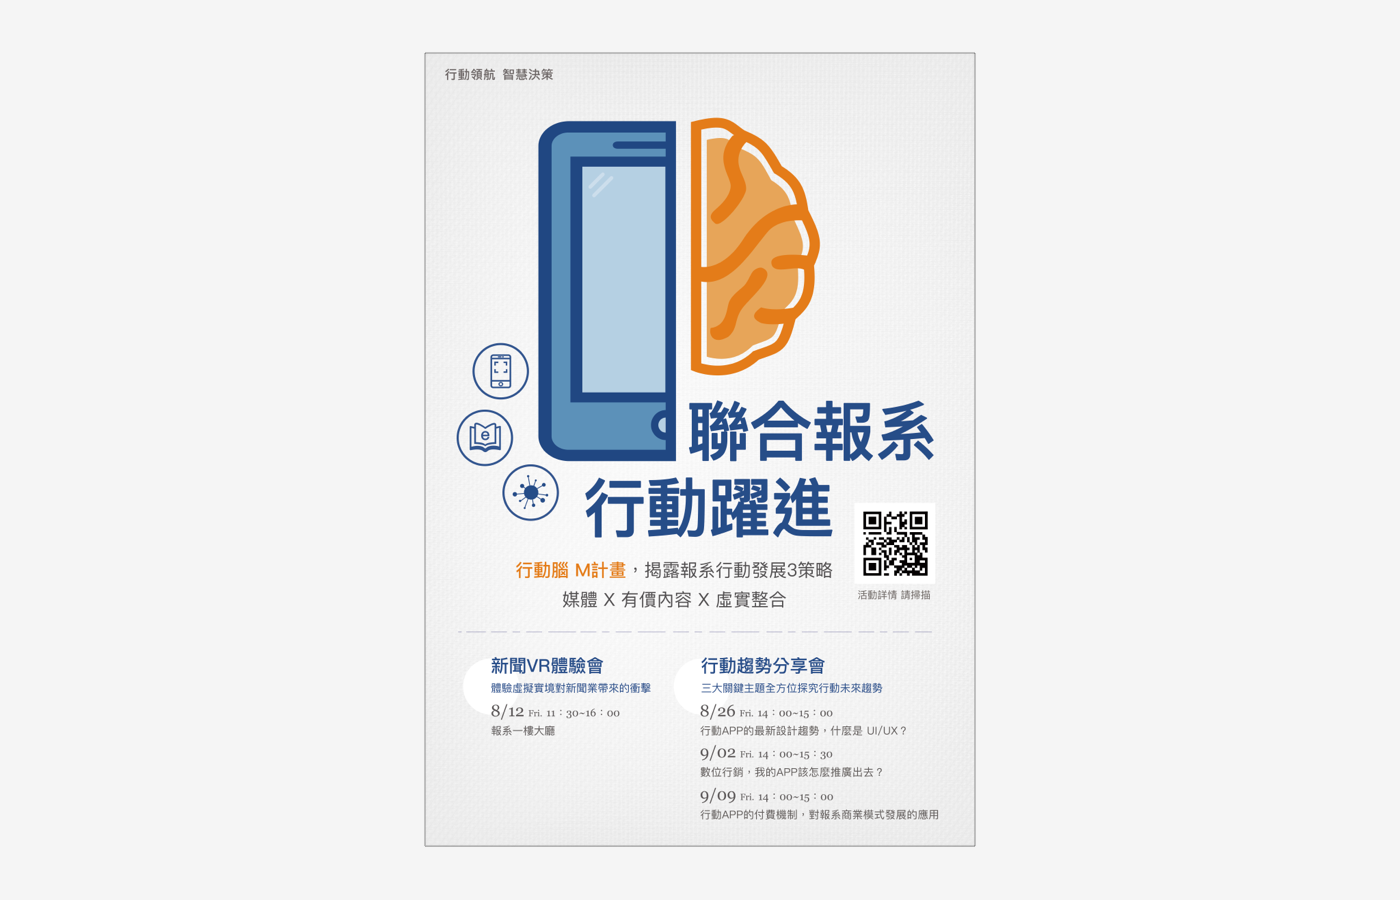 行動領航 智慧決策
聯合報系
行動躍進
行動腦 M計畫，揭露報系行動發展3策略
媒體 X 有價內容 X 虛實整合
活動詳情 請掃描
新聞VR體驗會
體驗虛擬實境對新聞業帶來的衝擊
8/12 Fri. 11：30~16：00
報系一樓大廳
行動趨勢分享會
三大關鍵主題全方位探究行動未來趨勢
8/26 Fri. 14：00~15：00
行動APP的最新設計趨勢，什麼是 UI/UX？
9/02 Fri. 14：00~15：30
數位行銷，我的APP該怎麼推廣出去？
9/09 Fri. 14：00~15：00
行動APP的付費機制，對報系商業模式發展的應用